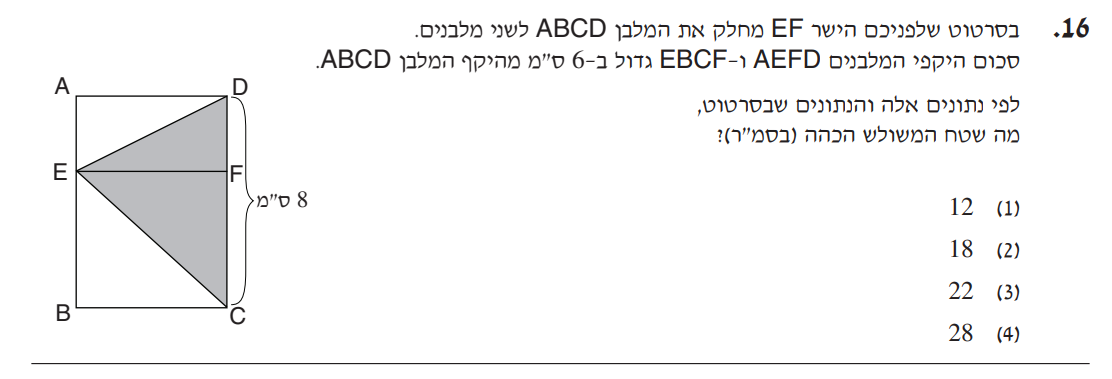 16. בסרטוט שלפניכם הישר EF מחלק את המלבן ABCD לשני מלבנים.
סכום היקפי המלבנים AEFD ו-EBCF גדול ב-6 ס"מ מהיקף המלבן ABCD.
לפי נתונים אלה והנתונים שבסרטוט,
מה שטח המשולש הכהה (בסמ"ר)?
(1) 12
(2) 18
(3) 22
(4) 28
A D
E F
8 ס"מ
B C